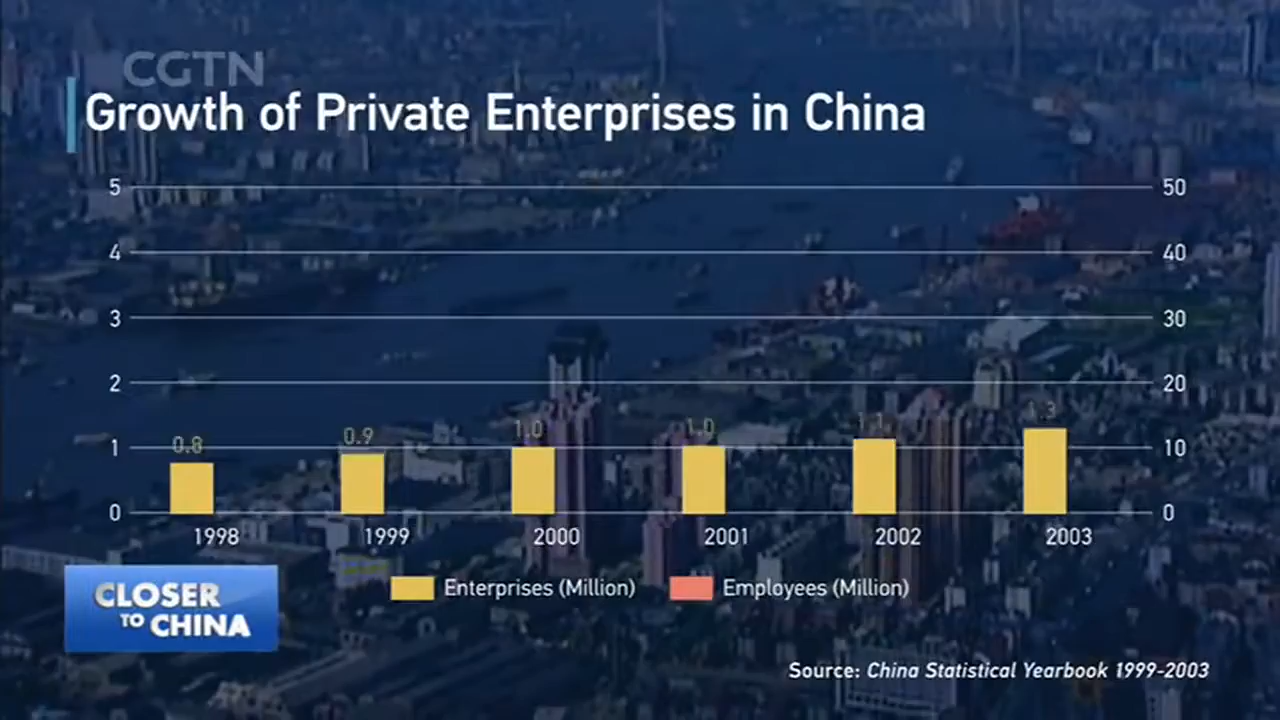 CGTN
Growth of Private Enterprises in China
5 50
4 40
3 30
2 20
1 10
0 0
0.8 0.9 1.0 1.0 1.1 1.3
1998 1999 2000 2001 2002 2003
Enterprises (Million) Employees (Million)
CLOSER
TO CHINA
Source: China Statistical Yearbook 1999-2003